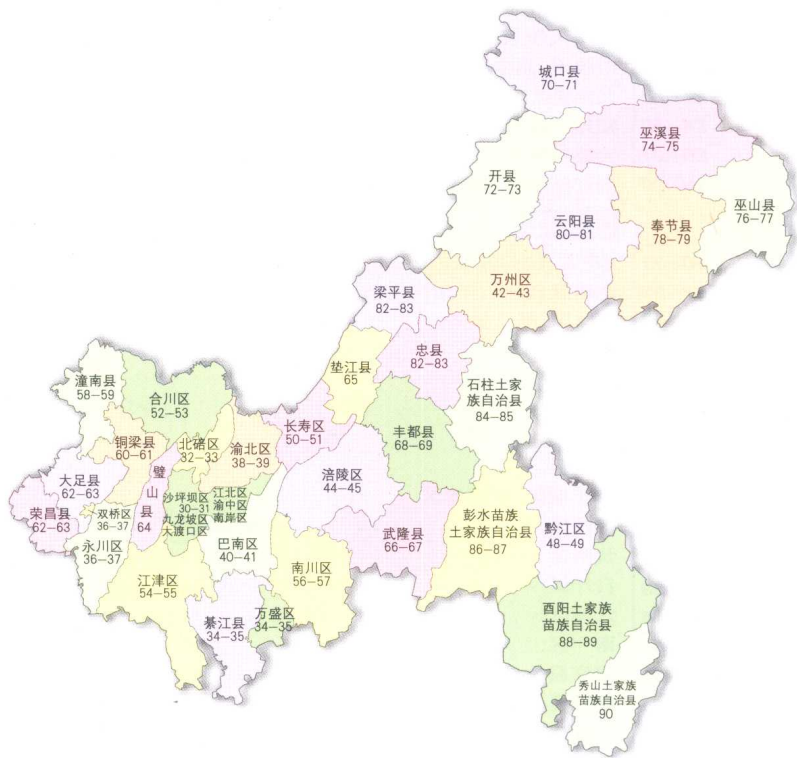 城口县
70—71
巫溪县
74—75
开县
72—73
巫山县
76—77
云阳县
80—81
奉节县
78—79
万州区
42—43
梁平县
82—83
忠县
82—83
垫江县
65
石柱土家
族自治县
84—85
潼南县
58—59
合川区
52—53
长寿区
50—51
丰都县
68—69
铜梁县
60—61
北碚区
32—33
渝北区
38—39
涪陵区
44—45
大足县
62—63
璧山县
64
沙坪坝区
30—31
九龙坡区
大渡口区
江北区
渝中区
南岸区
荣昌县
62—63
双桥区
36—37
永川区
36—37
巴南区
40—41
武隆县
66—67
彭水苗族
土家族自治县
86—87
黔江区
48—49
江津区
54—55
南川区
56—57
綦江县
34—35
万盛区
34—35
酉阳土家族
苗族自治县
88—89
秀山土家族
苗族自治县
90